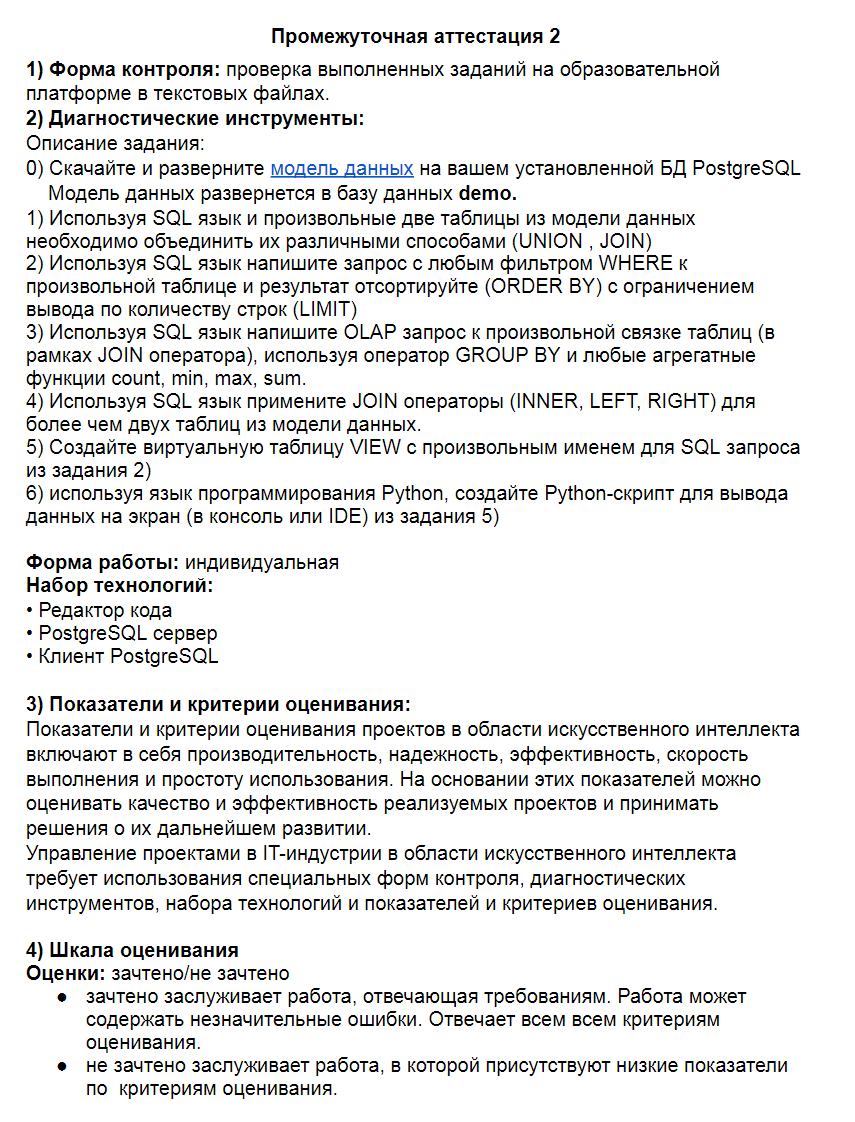 Промежуточная аттестация 2
1) Форма контроля: проверка выполненных заданий на образовательной
платформе в текстовых файлах.
2) Диагностические инструменты:
Описание задания:
0) Скачайте и разверните модель данных на вашем установленной БД PostgreSQL
Модель данных развернется в базу данных demo.
1) Используя SQL язык и произвольные две таблицы из модели данных
необходимо объединить их различными способами (UNION , JOIN)
2) Используя SQL язык напишите запрос с любым фильтром WHERE к
произвольной таблице и результат отсортируйте (ORDER BY) с ограничением
вывода по количеству строк (LIMIT)
3) Используя SQL язык напишите OLAP запрос к произвольной связке таблиц (в
рамках JOIN оператора), используя оператор GROUP BY и любые агрегатные
функции count, min, max, sum.
4) Используя SQL язык примените JOIN операторы (INNER, LEFT, RIGHT) для
более чем двух таблиц из модели данных.
5) Создайте виртуальную таблицу VIEW с произвольным именем для SQL запроса
из задания 2)
6) используя язык программирования Python, создайте Python-скрипт для вывода
данных на экран (в консоль или IDE) из задания 5)
Форма работы: индивидуальная
Набор технологий:
• Редактор кода
• PostgreSQL сервер
• Клиент PostgreSQL
3) Показатели и критерии оценивания:
Показатели и критерии оценивания проектов в области искусственного интеллекта
включают в себя производительность, надежность, эффективность, скорость
выполнения и простоту использования. На основании этих показателей можно
оценивать качество и эффективность реализуемых проектов и принимать
решения о их дальнейшем развитии.
Управление проектами в IT-индустрии в области искусственного интеллекта
требует использования специальных форм контроля, диагностических
инструментов, набора технологий и показателей и критериев оценивания.
4) Шкала оценивания
Оценки: зачтено/не зачтено
● зачтено заслуживает работа, отвечающая требованиям. Работа может
содержать незначительные ошибки. Отвечает всем всем критериям
оценивания.
● не зачтено заслуживает работа, в которой присутствуют низкие показатели
по критериям оценивания.